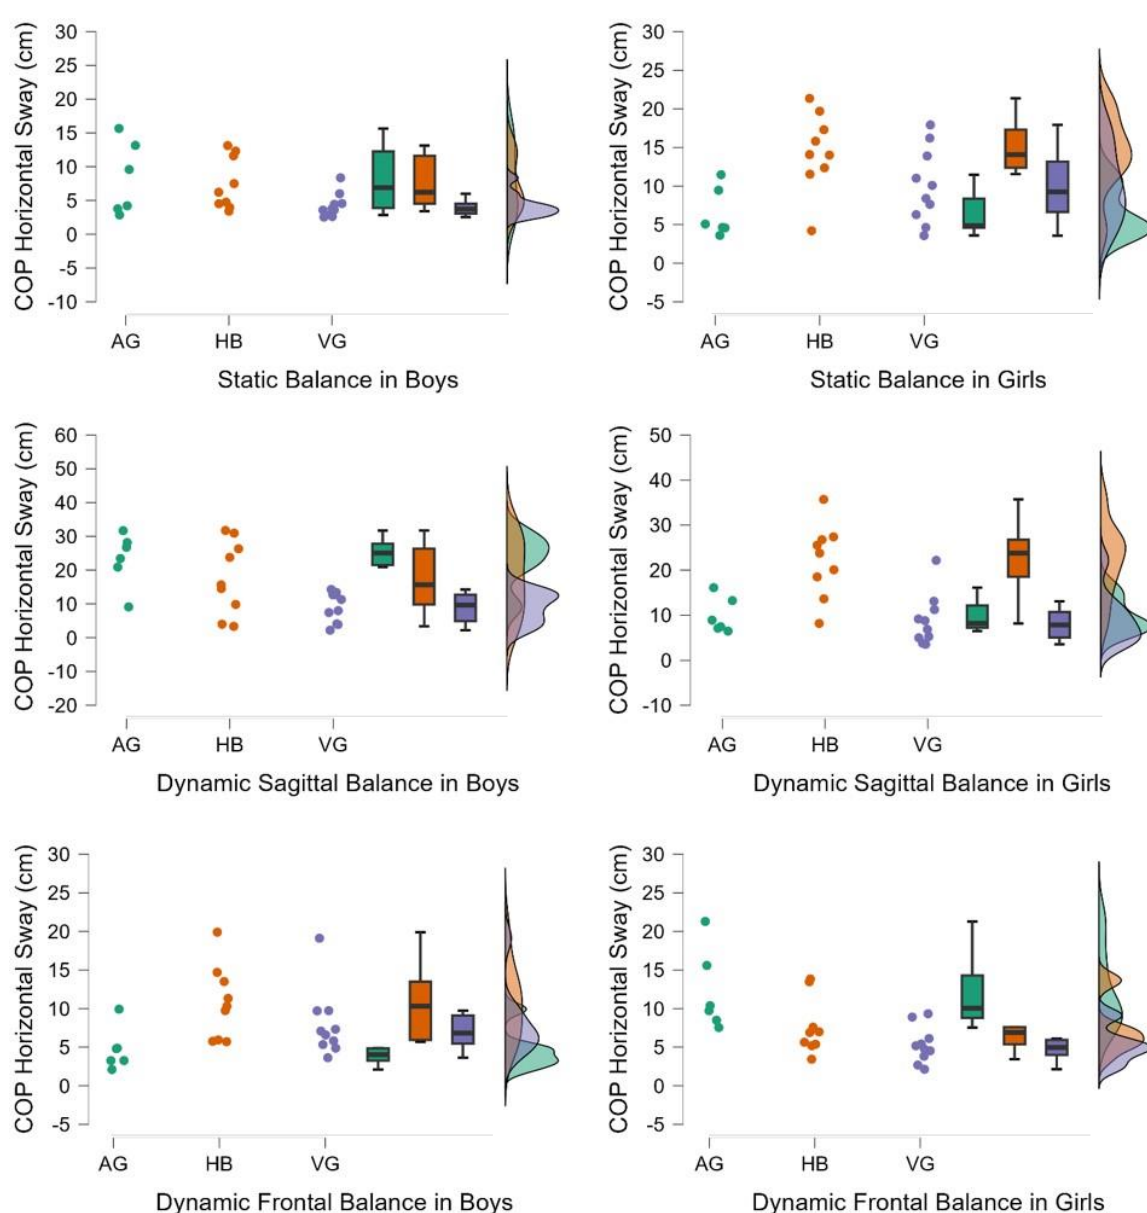 COP Horizontal Sway (cm)
30
25
20
15
10
5
0
-5
-10
AG HB VG
Static Balance in Boys
COP Horizontal Sway (cm)
30
25
20
15
10
5
0
-5
AG HB VG
Static Balance in Girls
COP Horizontal Sway (cm)
60
50
40
30
20
10
0
-10
-20
AG HB VG
Dynamic Sagittal Balance in Boys
COP Horizontal Sway (cm)
50
40
30
20
10
0
-10
AG HB VG
Dynamic Sagittal Balance in Girls
COP Horizontal Sway (cm)
30
25
20
15
10
5
0
-5
AG HB VG
Dynamic Frontal Balance in Boys
COP Horizontal Sway (cm)
30
25
20
15
10
5
0
-5
AG HB VG
Dynamic Frontal Balance in Girls